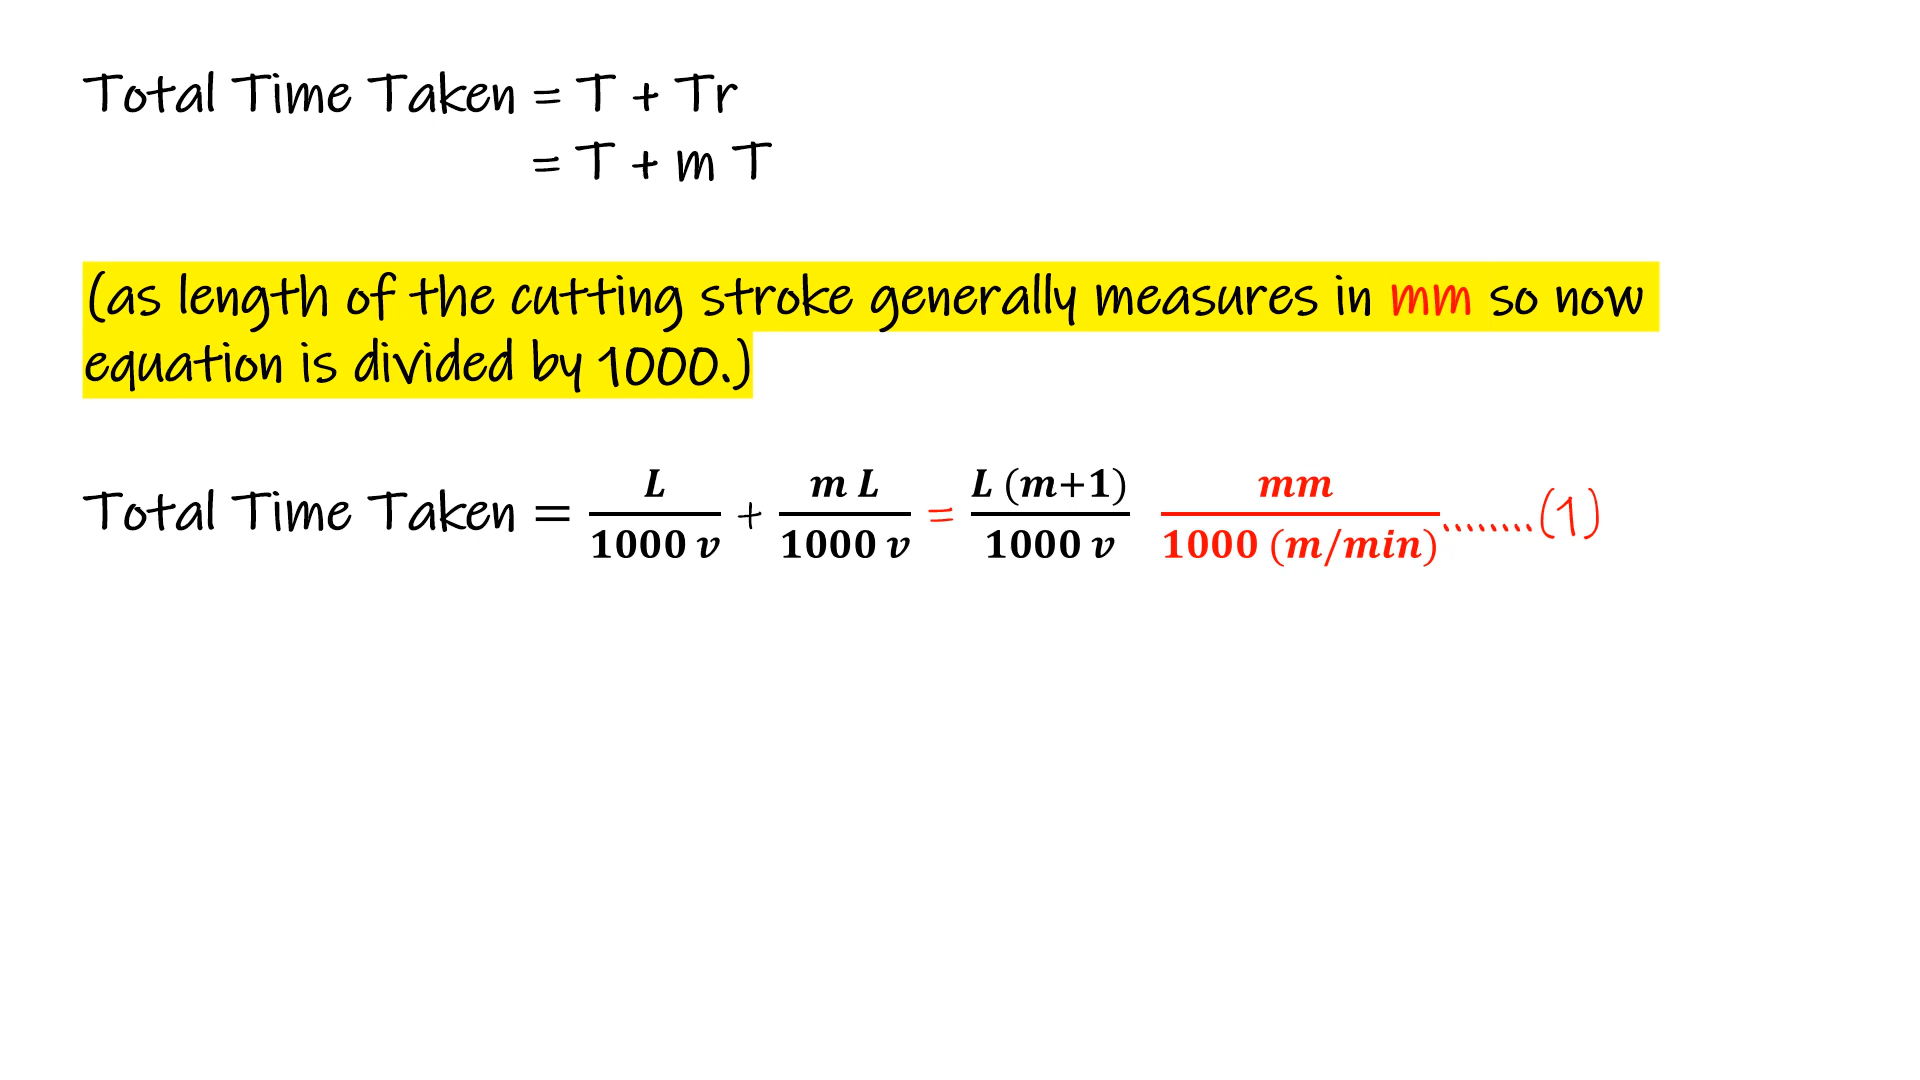 Total Time Taken = T + Tr
= T + m T
(as length of the cutting stroke generally measures in mm so now
equation is divided by 1000.)
Total Time Taken = L/(1000 v) + (m L)/(1000 v) = (L (m+1))/(1000 v) mm/(1000 (m/min))........(1)